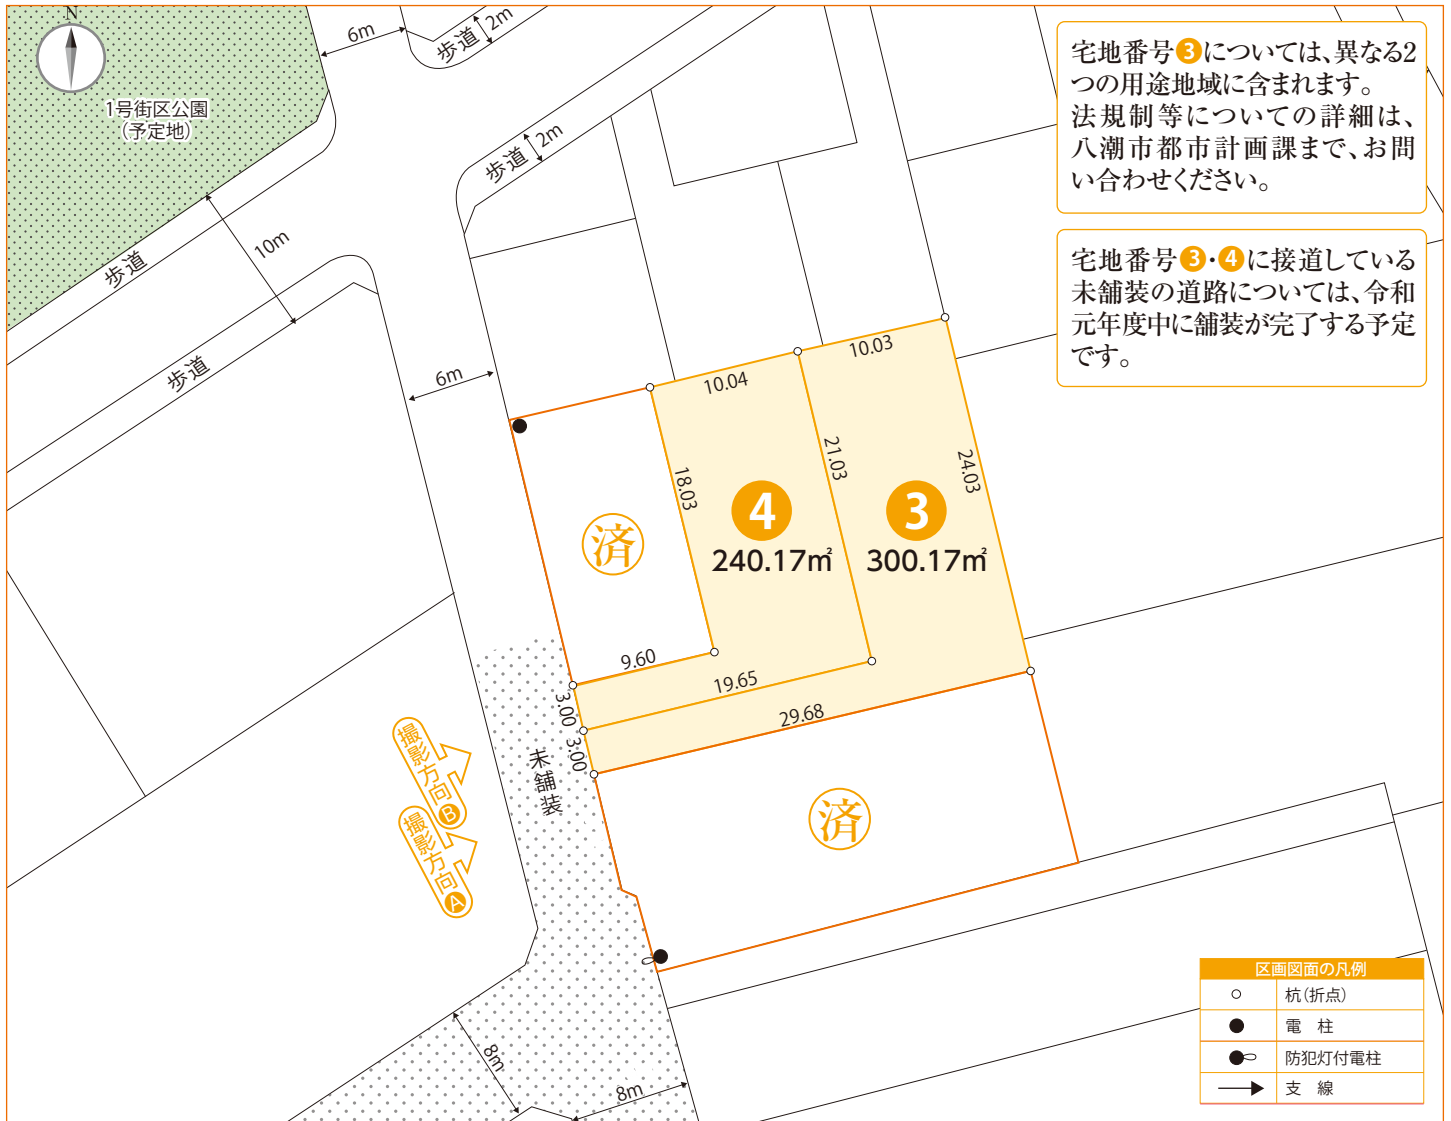 N
1号街区公園
(予定地)
6m
歩道
2m
歩道
2m
10m
歩道
歩道
6m
宅地番号❸については、異なる2
つの用途地域に含まれます。
法規制等についての詳細は、
八潮市都市計画課まで、お問
い合わせください。
宅地番号❸・❹に接道している
未舗装の道路については、令和
元年度中に舗装が完了する予定
です。
10.04
10.03
18.03
21.03
24.03
済
4
240.17㎡
3
300.17㎡
9.60
19.65
29.68
3.00
3.00
未舗装
撮影方向B
撮影方向A
済
8m
8m
区画図面の凡例
杭(折点)
電 柱
防犯灯付電柱
支 線